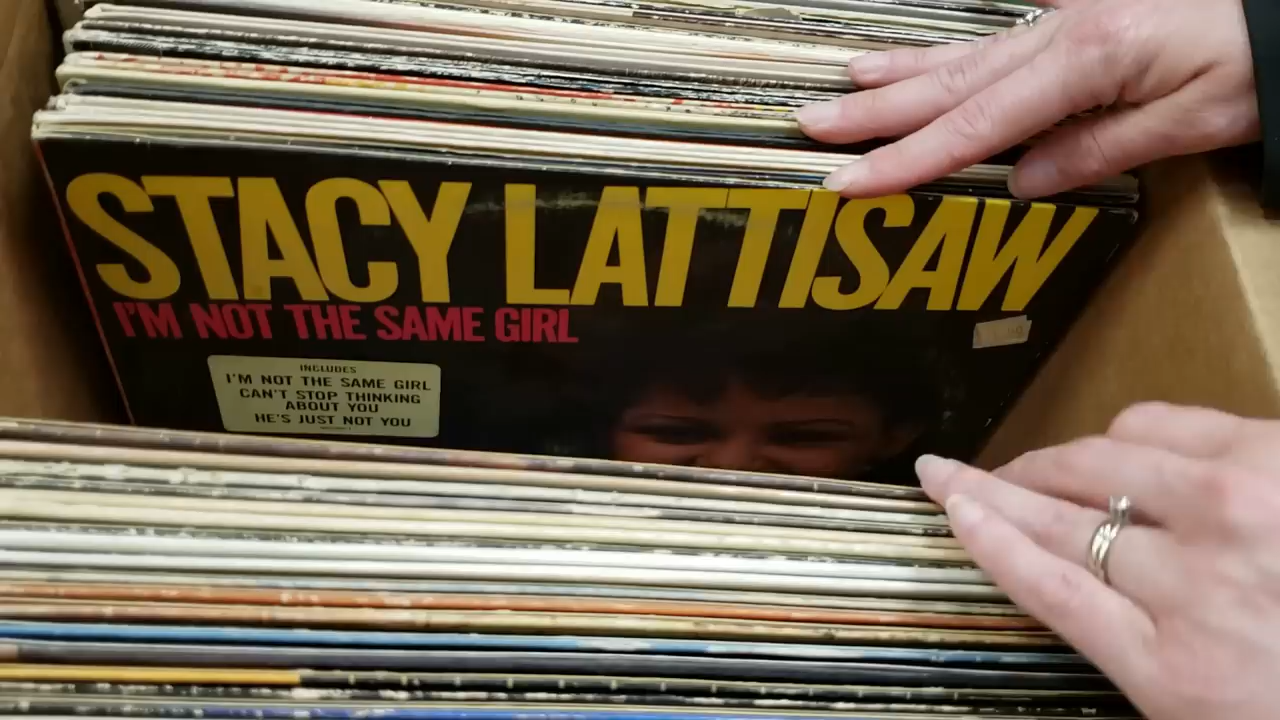 STACY LATTISAW
I'M NOT THE SAME GIRL
INCLUDES
I'M NOT THE SAME GIRL
CAN'T STOP THINKING
ABOUT YOU
HE'S JUST NOT YOU